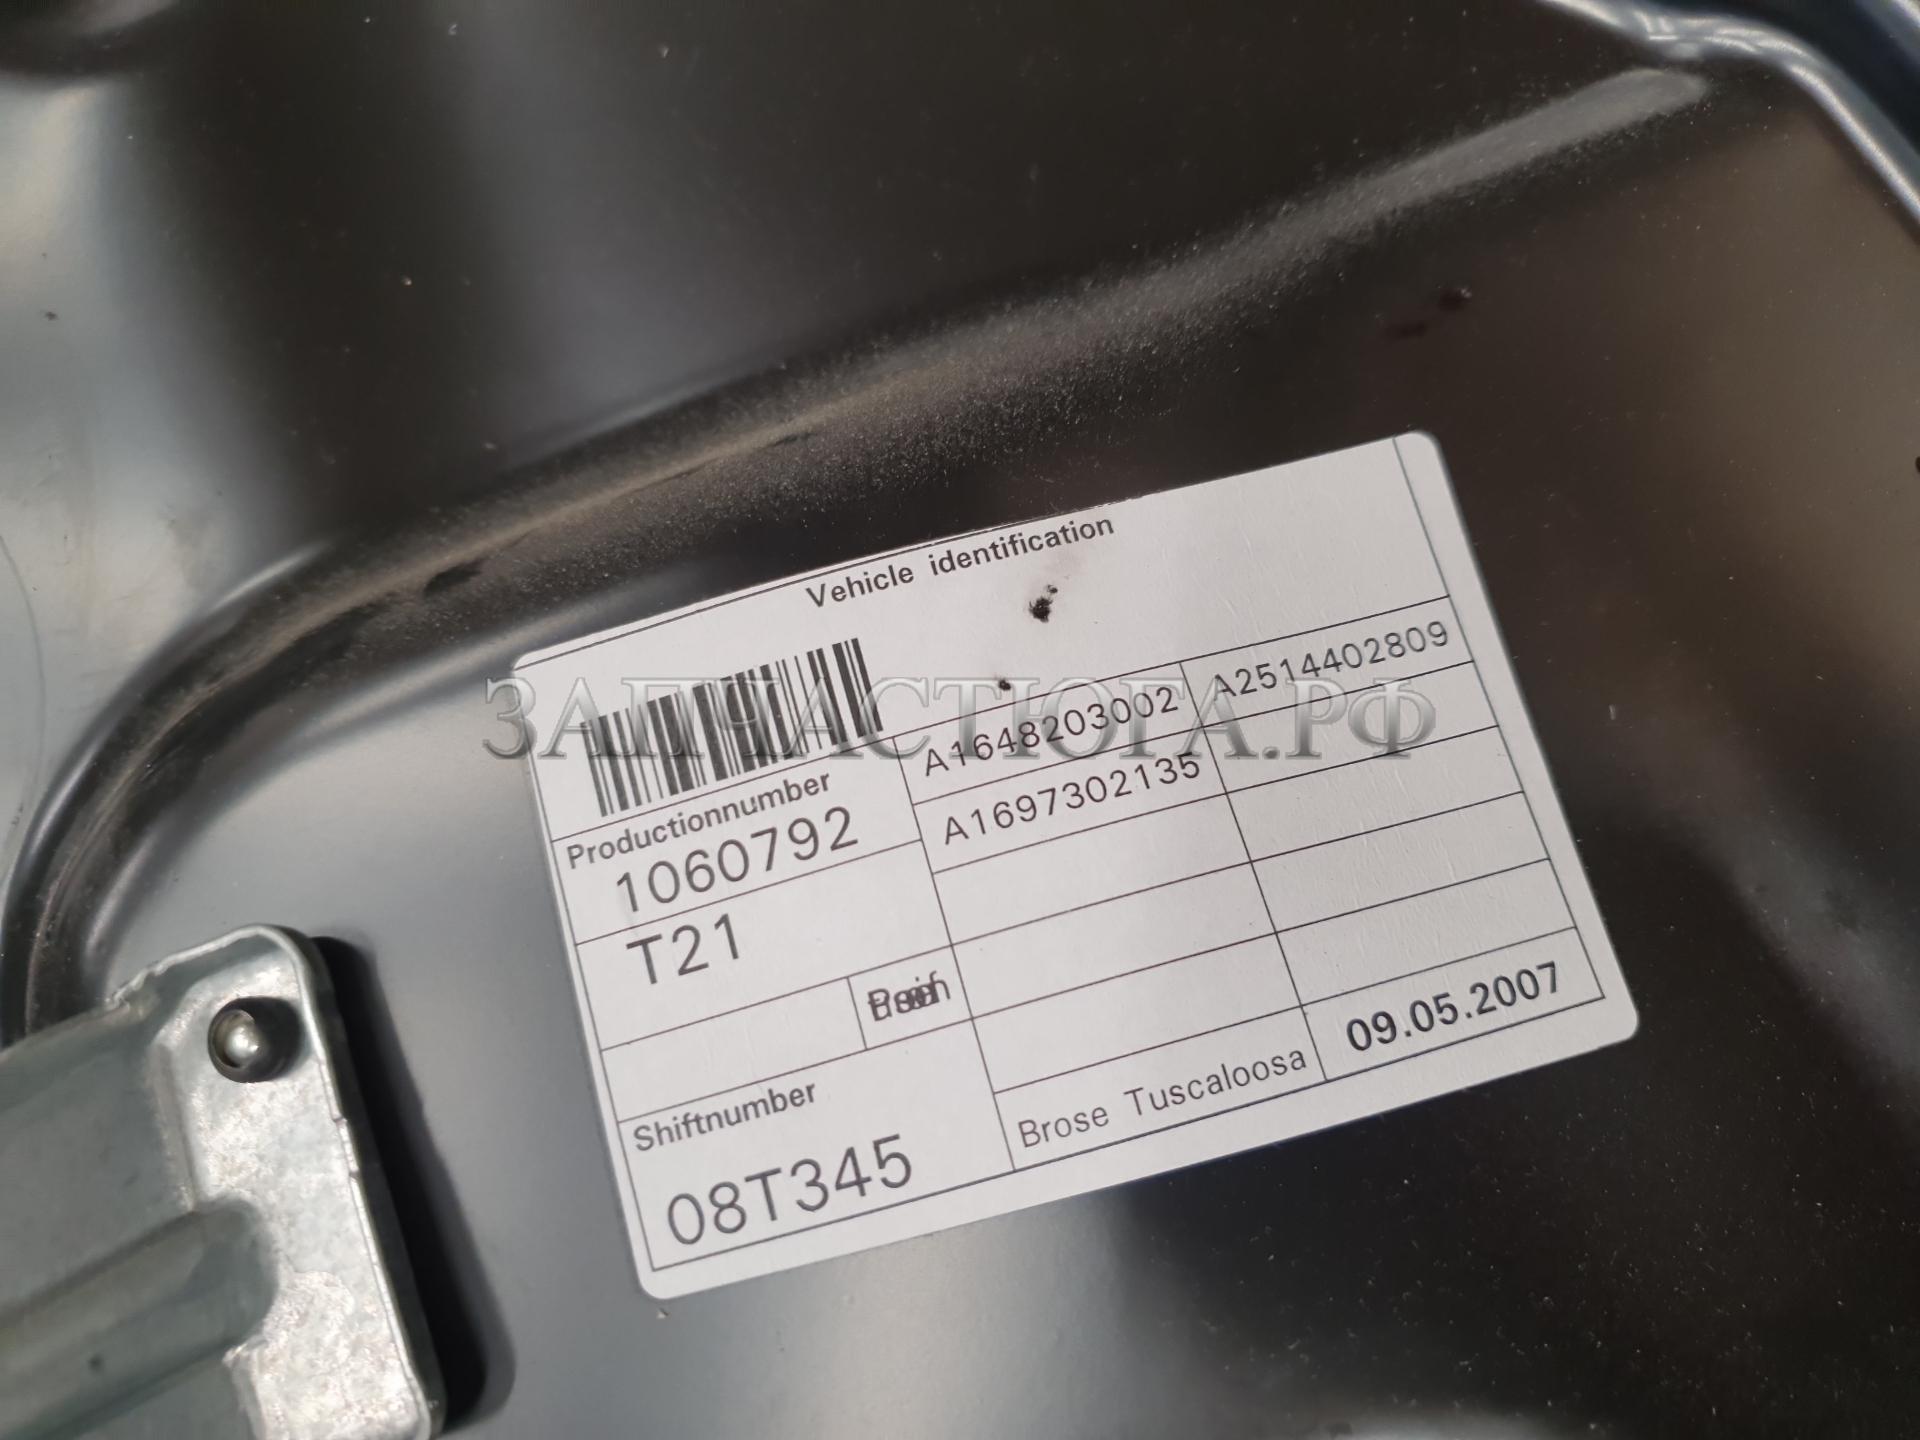 Vehicle identification
A1648203002 A2514402809
Productionnumber
A1697302135
1060792
T21
Shiftnumber
08T345
Brose Tuscaloosa 09.05.2007
ЗАПЧАСТЮГА.РФ